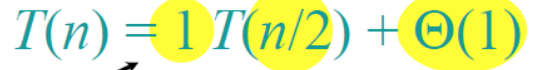 T(n) = 1 T(n/2) + Θ(1)